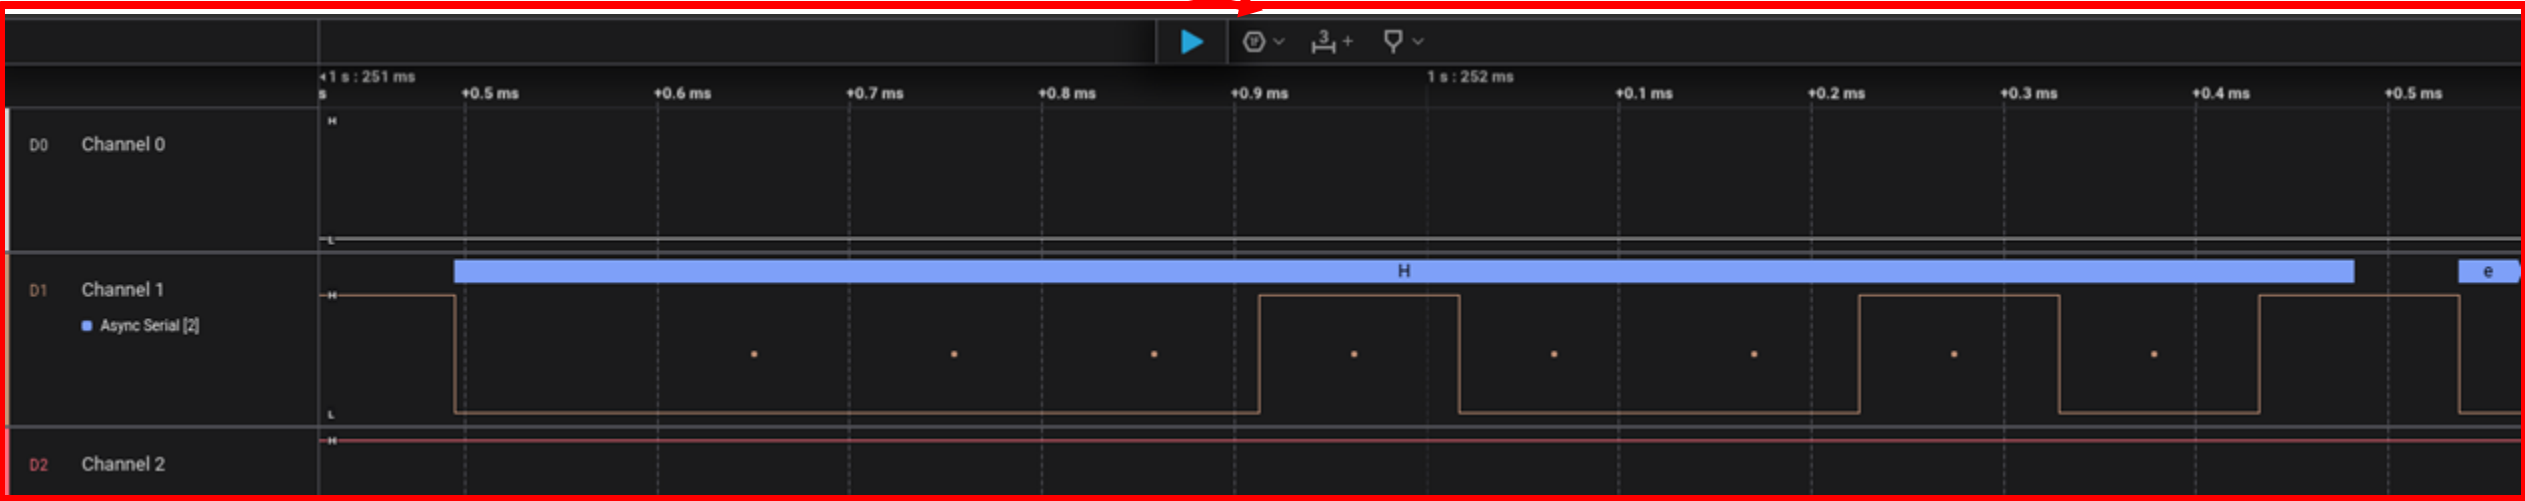 3 +
1 s : 251 ms
1 s : 252 ms
s +0.5 ms +0.6 ms +0.7 ms +0.8 ms +0.9 ms +0.1 ms +0.2 ms +0.3 ms +0.4 ms +0.5 ms
H
D0 Channel 0
L
H e
D1 Channel 1 H
Async Serial [2]
L
H
D2 Channel 2